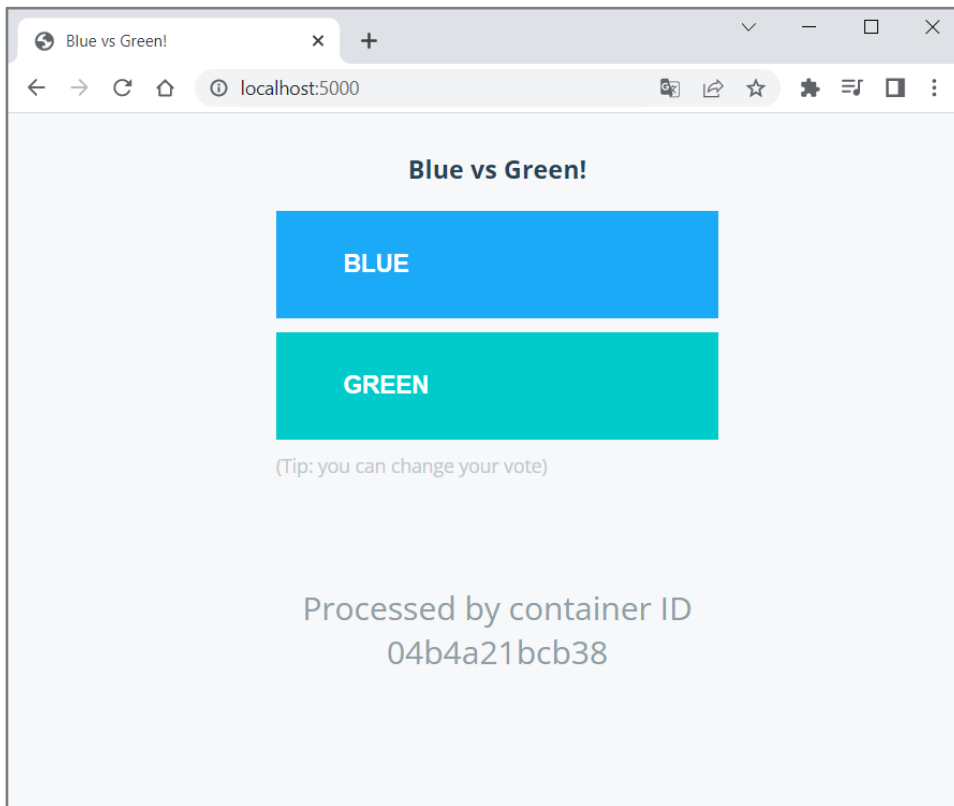 Blue vs Green!
localhost:5000
Blue vs Green!
BLUE
GREEN
(Tip: you can change your vote)
Processed by container ID
04b4a21bcb38